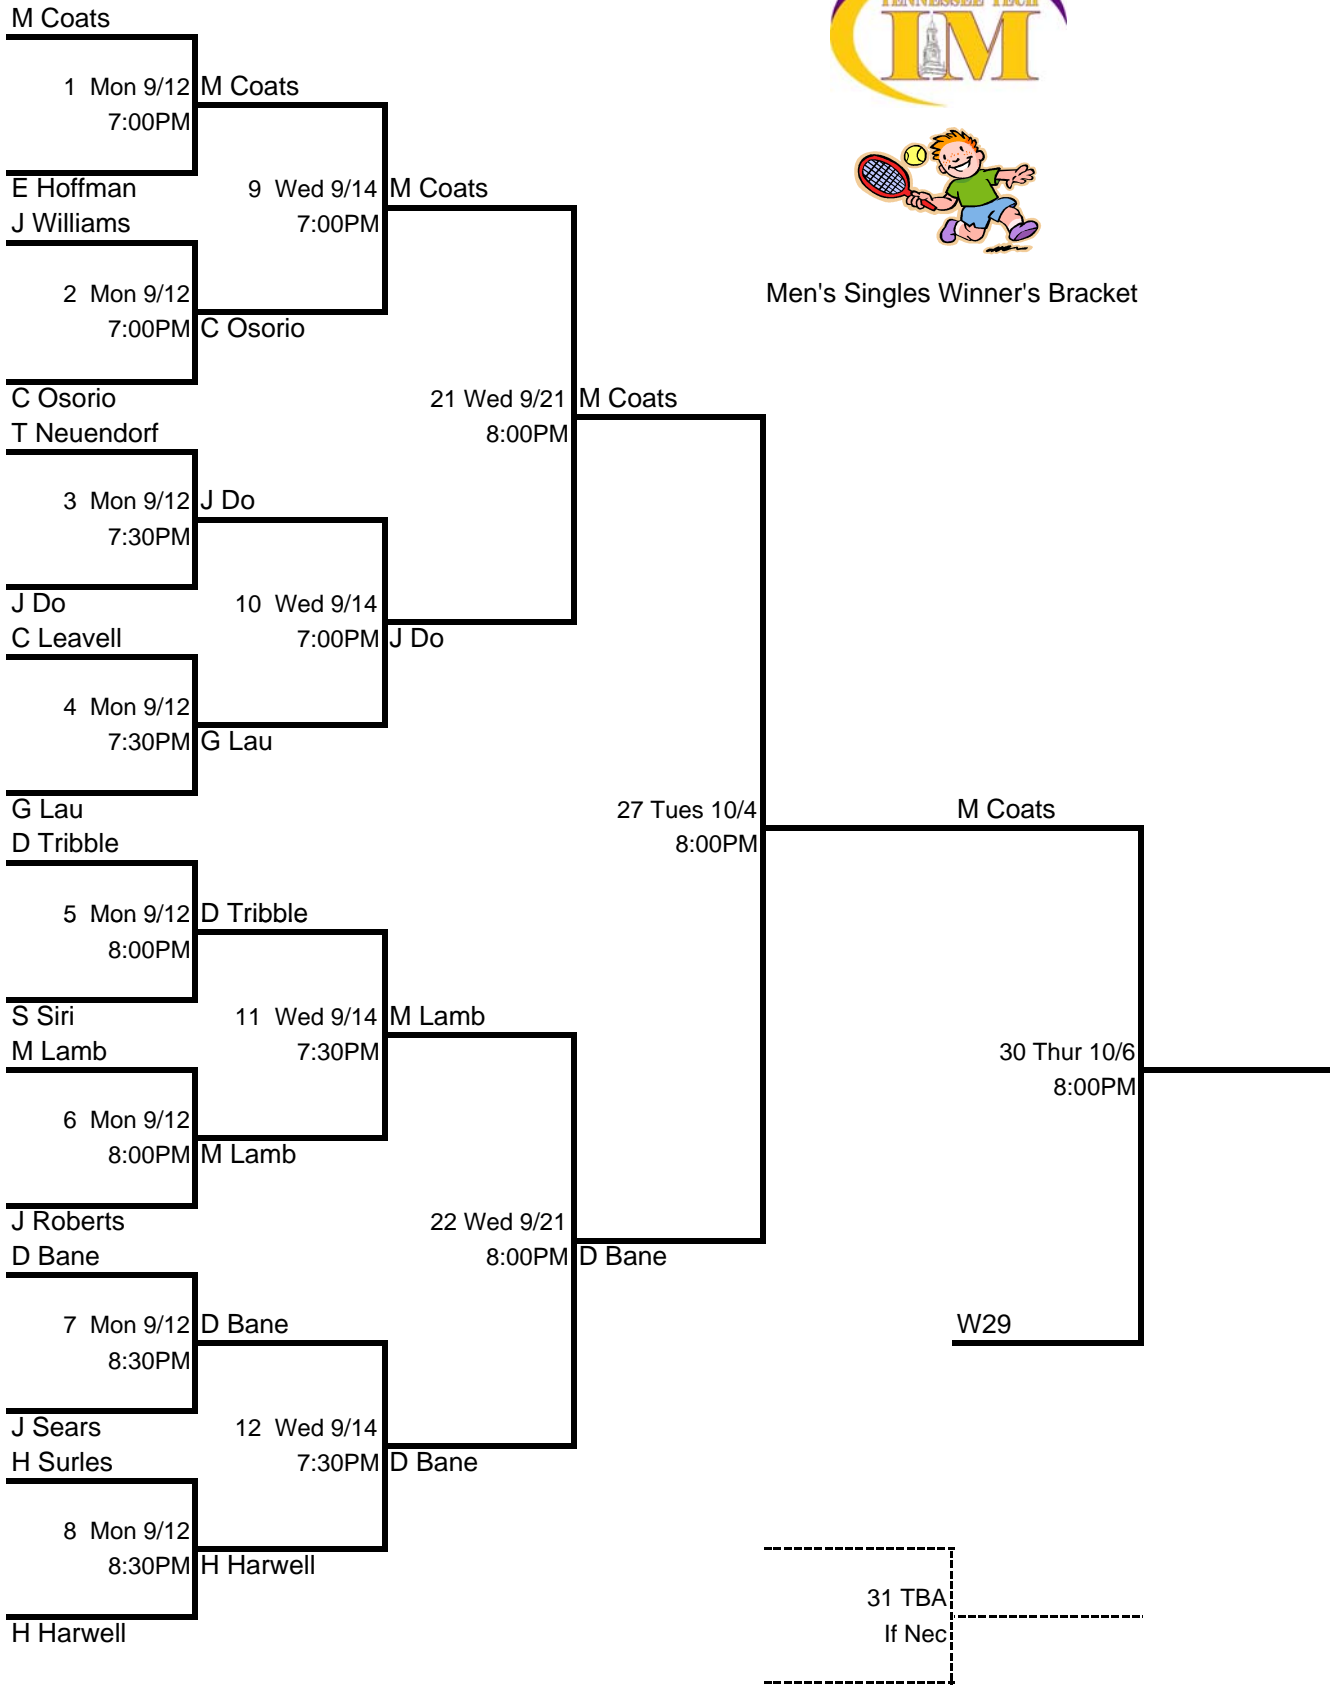 TENNESSEE TECH
IM
Men's Singles Winner's Bracket
M Coats
1 Mon 9/12 M Coats
7:00PM
E Hoffman
9 Wed 9/14 M Coats
J Williams
7:00PM
2 Mon 9/12
7:00PM C Osorio
C Osorio
21 Wed 9/21 M Coats
T Neuendorf
8:00PM
3 Mon 9/12 J Do
7:30PM
J Do
10 Wed 9/14
C Leavell
7:00PM J Do
4 Mon 9/12
7:30PM G Lau
G Lau
27 Tues 10/4
M Coats
D Tribble
8:00PM
5 Mon 9/12 D Tribble
8:00PM
S Siri
11 Wed 9/14 M Lamb
M Lamb
7:30PM
30 Thur 10/6
8:00PM
6 Mon 9/12
8:00PM M Lamb
J Roberts
22 Wed 9/21
D Bane
8:00PM D Bane
7 Mon 9/12 D Bane
W29
8:30PM
J Sears
12 Wed 9/14
H Surles
7:30PM D Bane
8 Mon 9/12
8:30PM H Harwell
31 TBA
H Harwell
If Nec